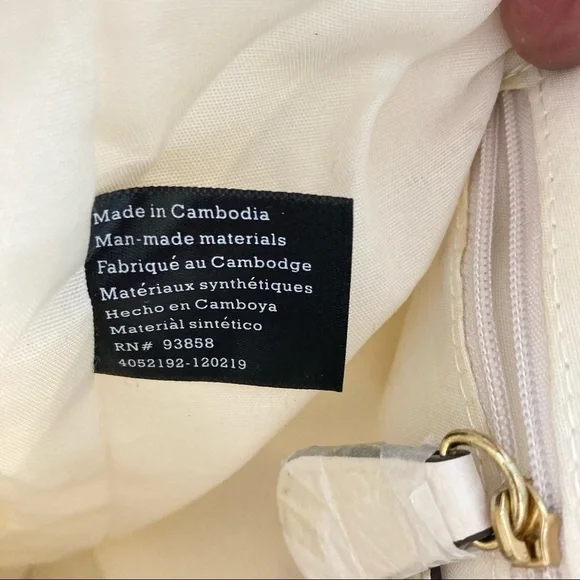 Made in Cambodia
Man-made materials
Fabriqué au Cambodge
Matériaux synthétiques
Hecho en Camboya
Materiàl sintético
RN# 93858
4052192-120219